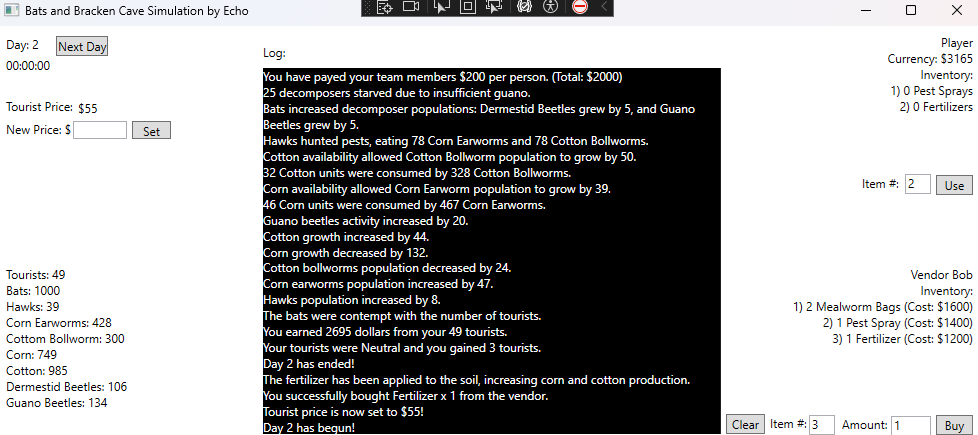 Bats and Bracken Cave Simulation by Echo
Day: 2
Next Day
00:00:00
Tourist Price: $55
New Price: $
Set
Tourists: 49
Bats: 1000
Hawks: 39
Corn Earworms: 428
Cottom Bollworm: 300
Corn: 749
Cotton: 985
Dermestid Beetles: 106
Guano Beetles: 134
Log:
You have payed your team members $200 per person. (Total: $2000)
25 decomposers starved due to insufficient guano.
Bats increased decomposer populations: Dermestid Beetles grew by 5, and Guano
Beetles grew by 5.
Hawks hunted pests, eating 78 Corn Earworms and 78 Cotton Bollworms.
Cotton availability allowed Cotton Bollworm population to grow by 50.
32 Cotton units were consumed by 328 Cotton Bollworms.
Corn availability allowed Corn Earworm population to grow by 39.
46 Corn units were consumed by 467 Corn Earworms.
Guano beetles activity increased by 20.
Cotton growth increased by 44.
Corn growth decreased by 132.
Cotton bollworms population decreased by 24.
Corn earworms population increased by 47.
Hawks population increased by 8.
The bats were contempt with the number of tourists.
You earned 2695 dollars from your 49 tourists.
Your tourists were Neutral and you gained 3 tourists.
Day 2 has ended!
The fertilizer has been applied to the soil, increasing corn and cotton production.
You successfully bought Fertilizer x 1 from the vendor.
Tourist price is now set to $55!
Day 2 has begun!
Player
Currency: $3165
Inventory:
1) 0 Pest Sprays
2) 0 Fertilizers
Item #: 2
Use
Vendor Bob
Inventory:
1) 2 Mealworm Bags (Cost: $1600)
2) 1 Pest Spray (Cost: $1400)
3) 1 Fertilizer (Cost: $1200)
Clear
Item #: 3
Amount: 1
Buy